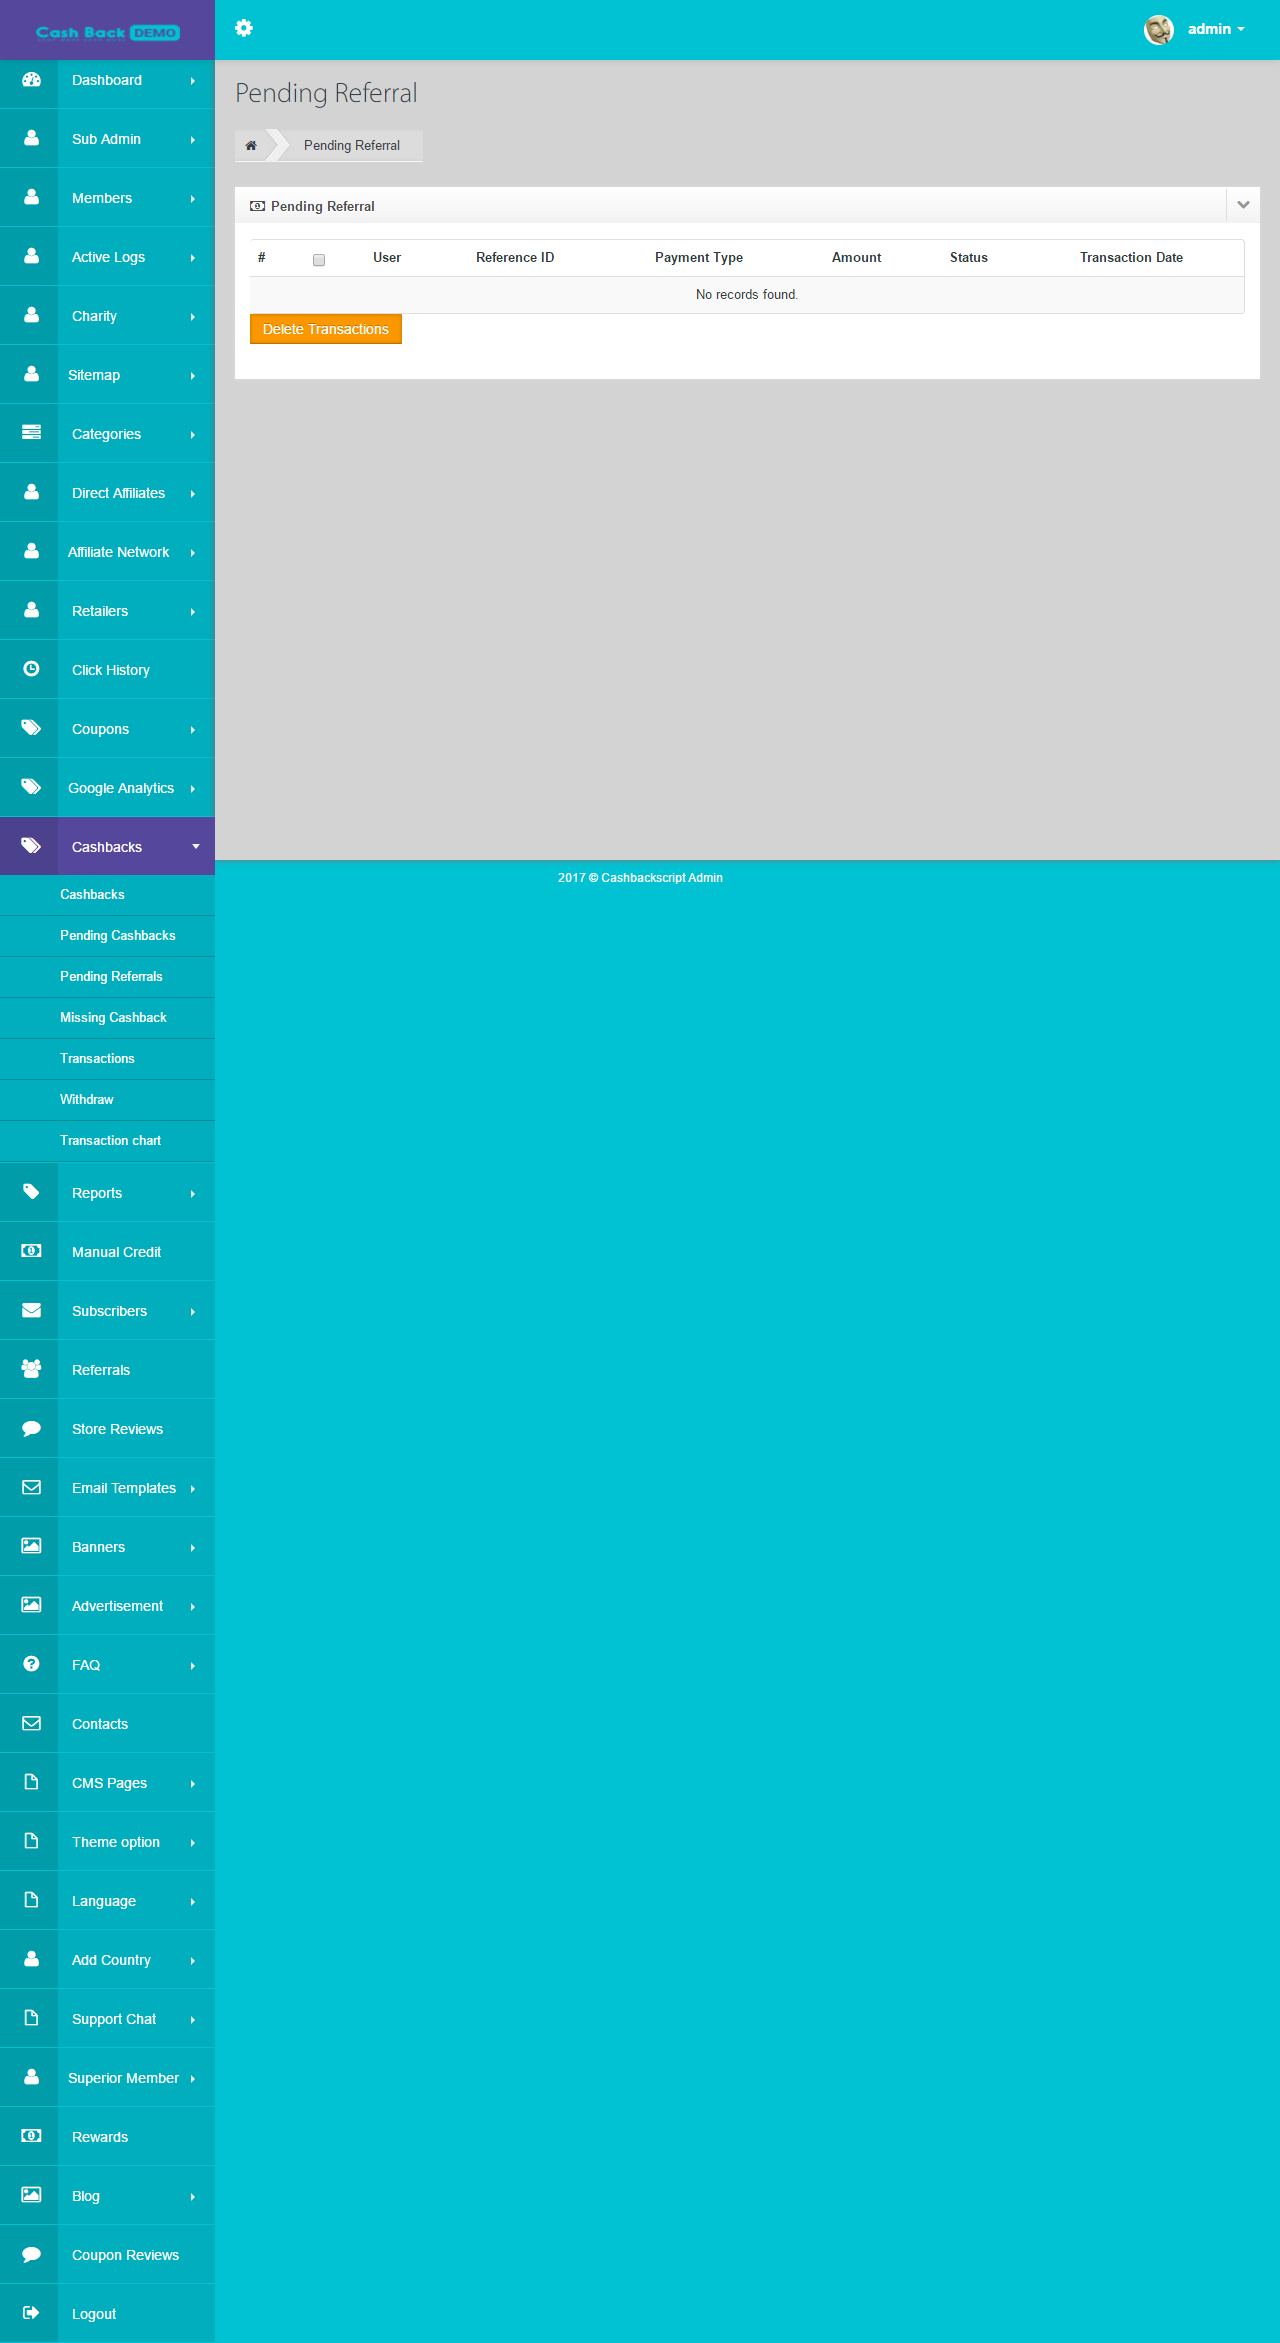 Cash Back DEMO
admin
Dashboard
Sub Admin
Members
Active Logs
Charity
Sitemap
Categories
Direct Affiliates
Affiliate Network
Retailers
Click History
Coupons
Google Analytics
Cashbacks
Cashbacks
Pending Cashbacks
Pending Referrals
Missing Cashback
Transactions
Withdraw
Transaction chart
Reports
Manual Credit
Subscribers
Referrals
Store Reviews
Email Templates
Banners
Advertisement
FAQ
Contacts
CMS Pages
Theme option
Language
Add Country
Support Chat
Superior Member
Rewards
Blog
Coupon Reviews
Logout
Pending Referral
Pending Referral
Pending Referral
# User Reference ID Payment Type Amount Status Transaction Date
No records found.
Delete Transactions
2017 © Cashbackscript Admin